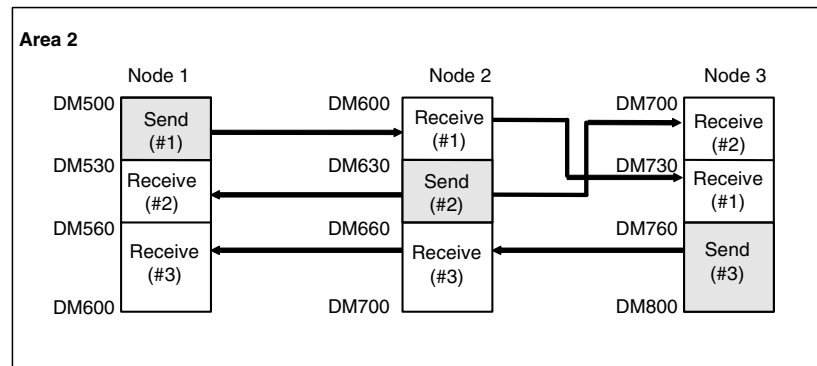 Area 2
Node 1
Node 2
Node 3
DM500
Send
(#1)
DM530
Receive
(#2)
DM560
Receive
(#3)
DM600
DM600
Receive
(#1)
DM630
Send
(#2)
DM660
Receive
(#3)
DM700
DM700
Receive
(#2)
DM730
Receive
(#1)
DM760
Send
(#3)
DM800